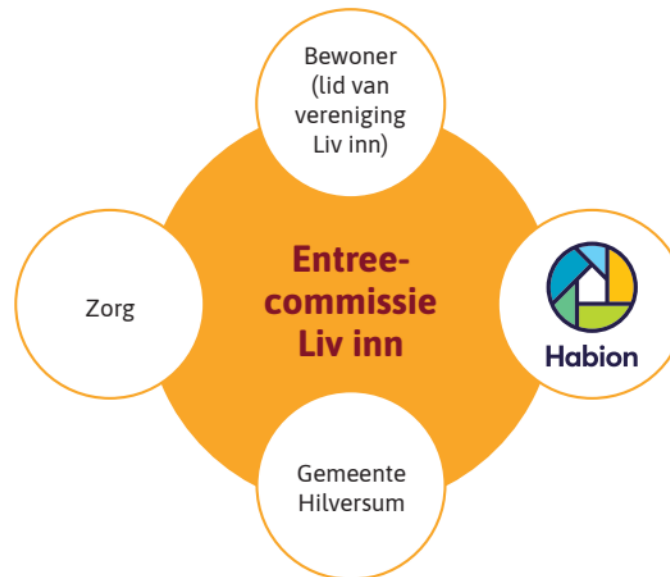 Bewoner
(lid van
vereniging
Liv inn)
Entree-
commissie
Liv inn
Zorg
Habion
Gemeente
Hilversum